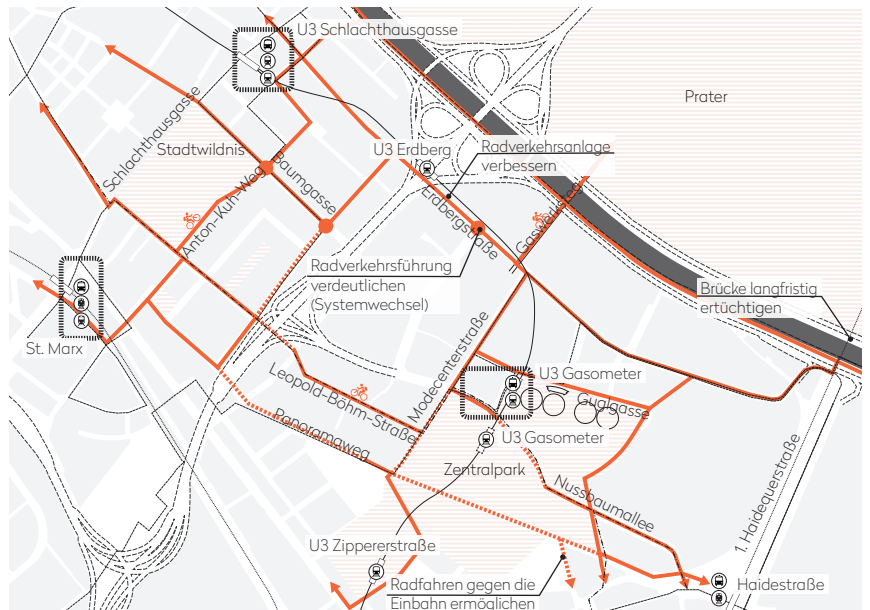 U3 Schlachthausgasse
Prater
Schlachthausgasse
Stadtwildnis
U3 Erdberg
Radverkehrsanlage
verbessern
Baumgasse
Anton-Kuh-Weg
Erdbergstraße
Gaswerksteg
Radverkehrsführung
verdeutlichen
(Systemwechsel)
Brücke langfristig
ertüchtigen
St. Marx
Modecenterstraße
Leopold-Böhm-Straße
U3 Gasometer
Guglgasse
Panoramaweg
U3 Gasometer
Zentralpark
Nussbaumallee
1. Haidequerstraße
U3 Zippererstraße
Radfahren gegen die
Einbahn ermöglichen
Haidestraße